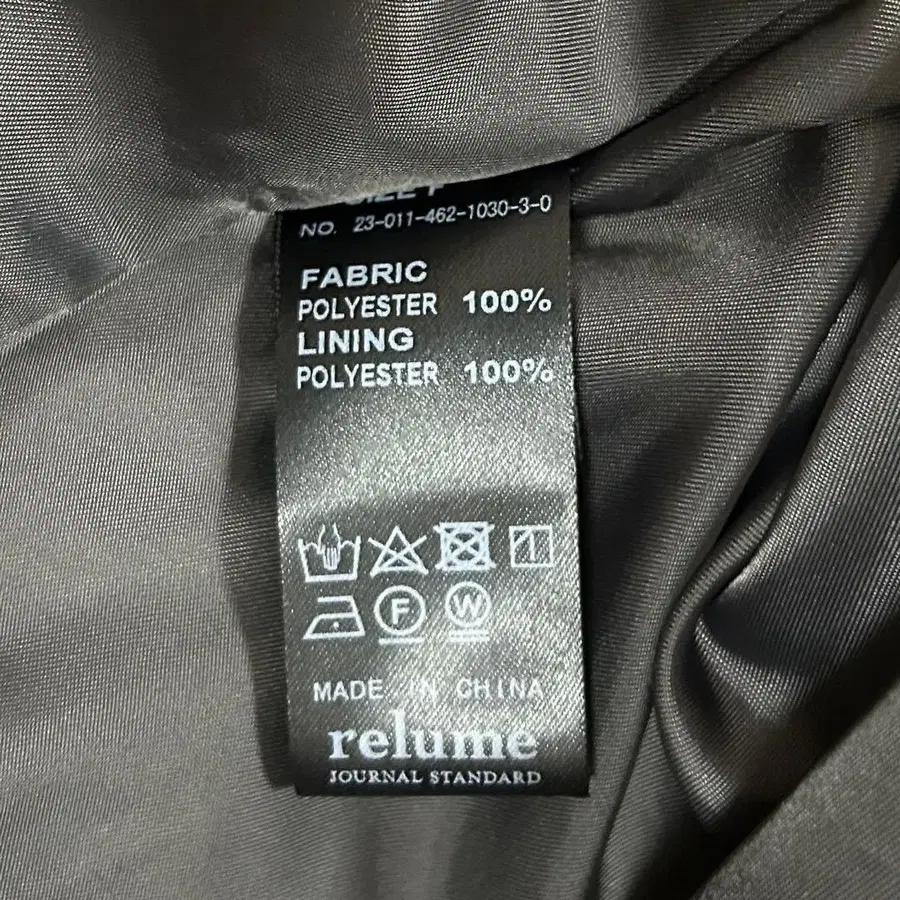 SIZE F
NO. 23-011-462-1030-3-0
FABRIC
POLYESTER 100%
LINING
POLYESTER 100%
F W
MADE IN CHINA
relume
JOURNAL STANDARD